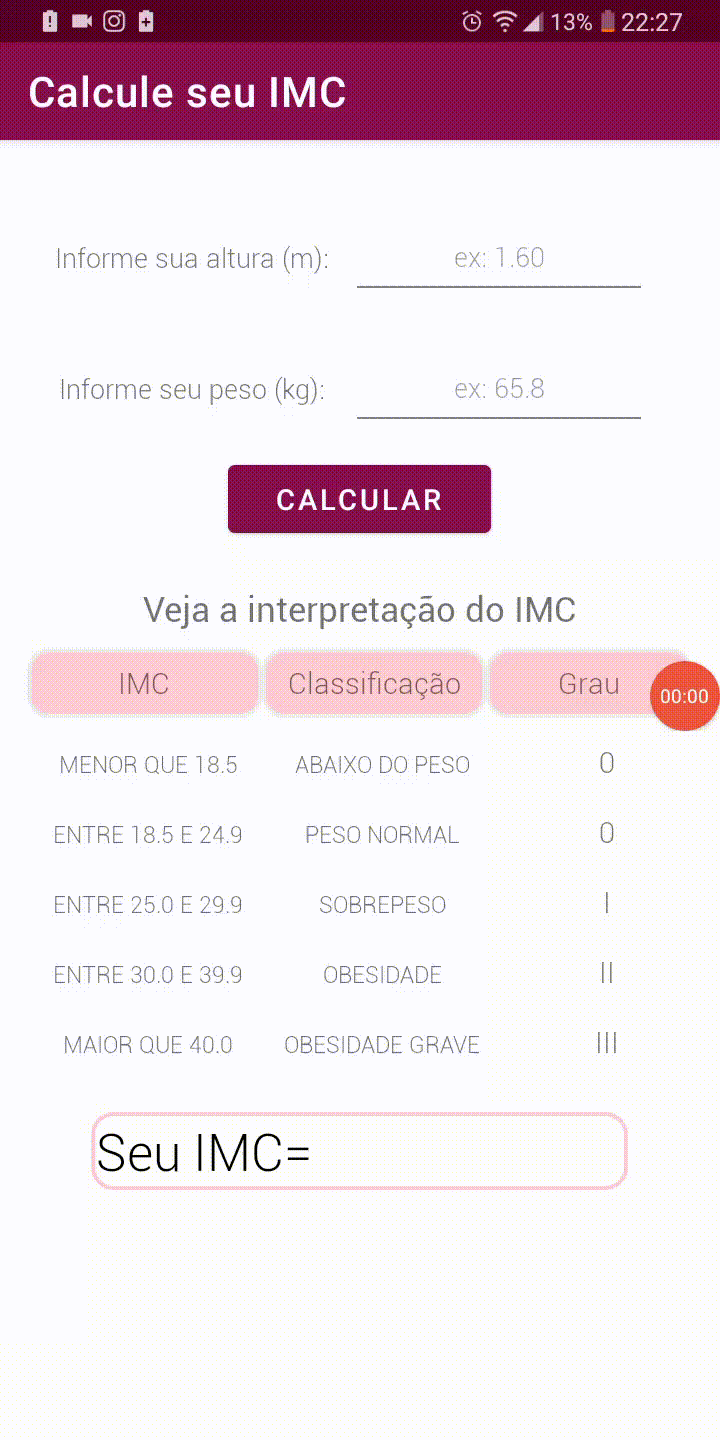 13% 22:27
Calcule seu IMC
Informe sua altura (m): ex: 1.60
Informe seu peso (kg): ex: 65.8
CALCULAR
Veja a interpretação do IMC
IMC Classificação Grau
00:00
MENOR QUE 18.5 ABAIXO DO PESO 0
ENTRE 18.5 E 24.9 PESO NORMAL 0
ENTRE 25.0 E 29.9 SOBREPESO I
ENTRE 30.0 E 39.9 OBESIDADE II
MAIOR QUE 40.0 OBESIDADE GRAVE III
Seu IMC=